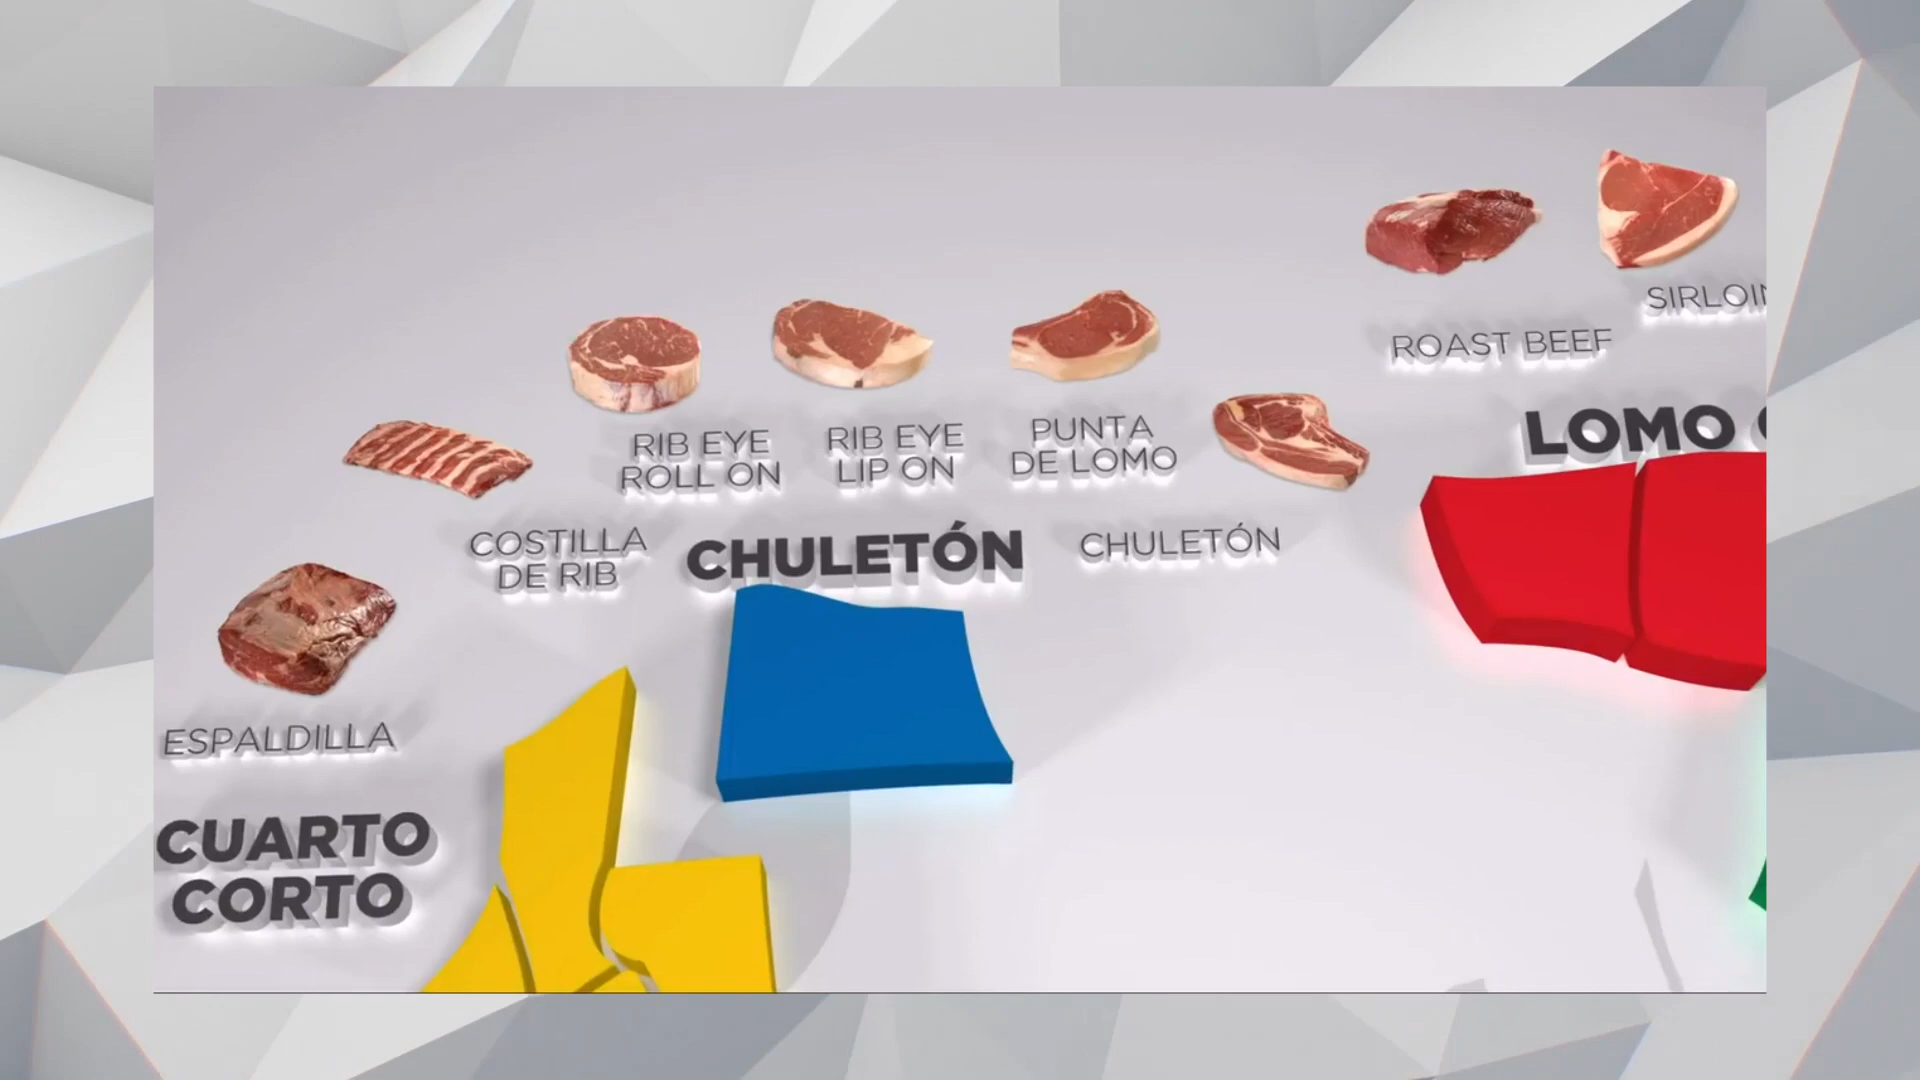 SIRLOIN
ROAST BEEF
LOMO
RIB EYE
ROLL ON
RIB EYE
LIP ON
PUNTA
DE LOMO
COSTILLA
DE RIB
CHULETÓN
CHULETÓN
ESPALDILLA
CUARTO
CORTO